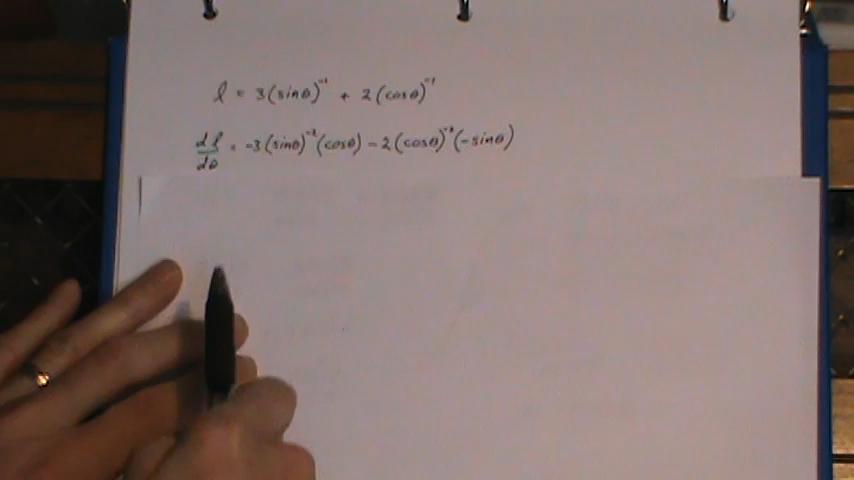 l = 3(sinθ)⁻¹ + 2(cosθ)⁻¹
dl/dθ = -3(sinθ)⁻²(cosθ) - 2(cosθ)⁻²(-sinθ)